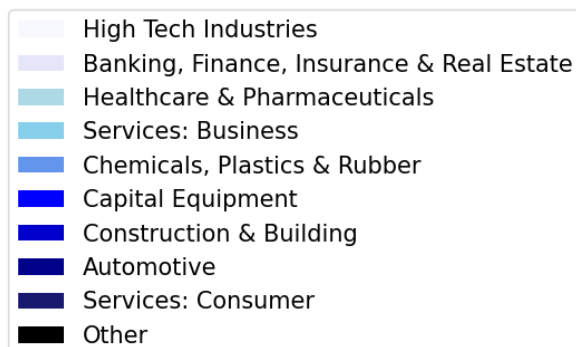 High Tech Industries
Banking, Finance, Insurance & Real Estate
Healthcare & Pharmaceuticals
Services: Business
Chemicals, Plastics & Rubber
Capital Equipment
Construction & Building
Automotive
Services: Consumer
Other